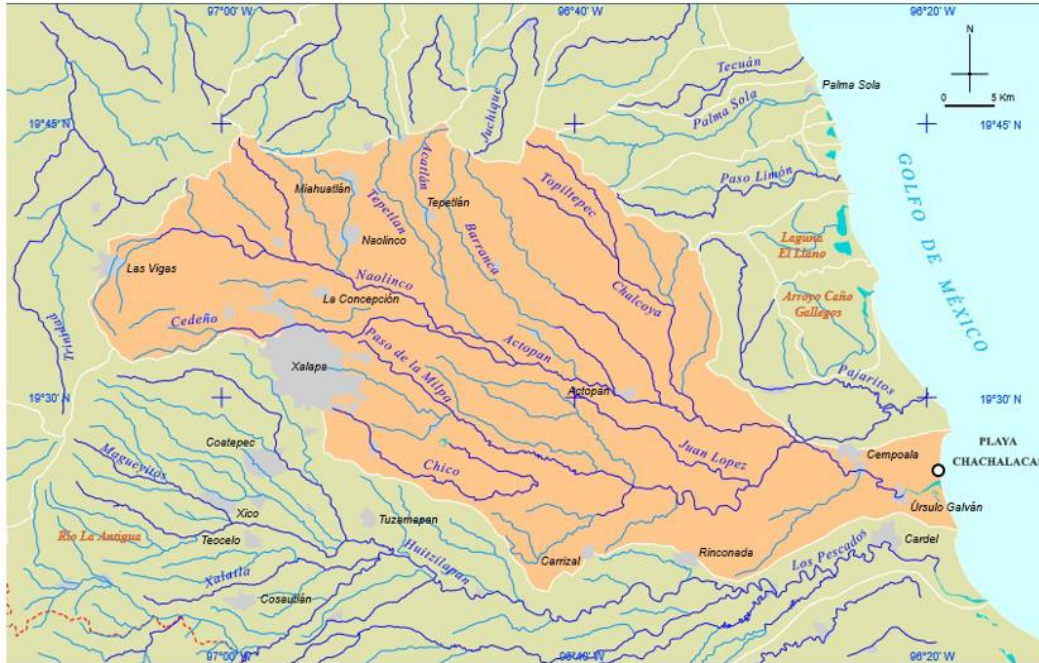 97°00' W
96°40' W
96°20' W
N
0 5 Km
Tecuán
Palma Sola
Palma Sola
Juchique
19°45' N
19°45' N
Acatlán
Paso Limón
Topiltepec
Miahuatlán
Tepetlan
Tepetlán
GOLFO DE MÉXICO
Naolinco
Barranca
Laguna
El Llano
Las Vigas
Naolinco
La Concepción
Chalcoya
Arroyo Caño
Gallegos
Trinidad
Cedeño
Actopan
Xalapa
Paso de la Milpa
Pajaritos
Actopan
19°30' N
19°30' N
Coatepec
PLAYA
CHACHALACAS
Magueyitos
Juan Lopez
Cempoala
Chico
Xico
Úrsulo Galván
Tuzamapan
Río La Antigua
Teocelo
Cardel
Huitzilapan
Carrizal
Rinconada
Los Pescados
Xalatla
Cosautlán
97°00' W
96°40' W
96°20' W